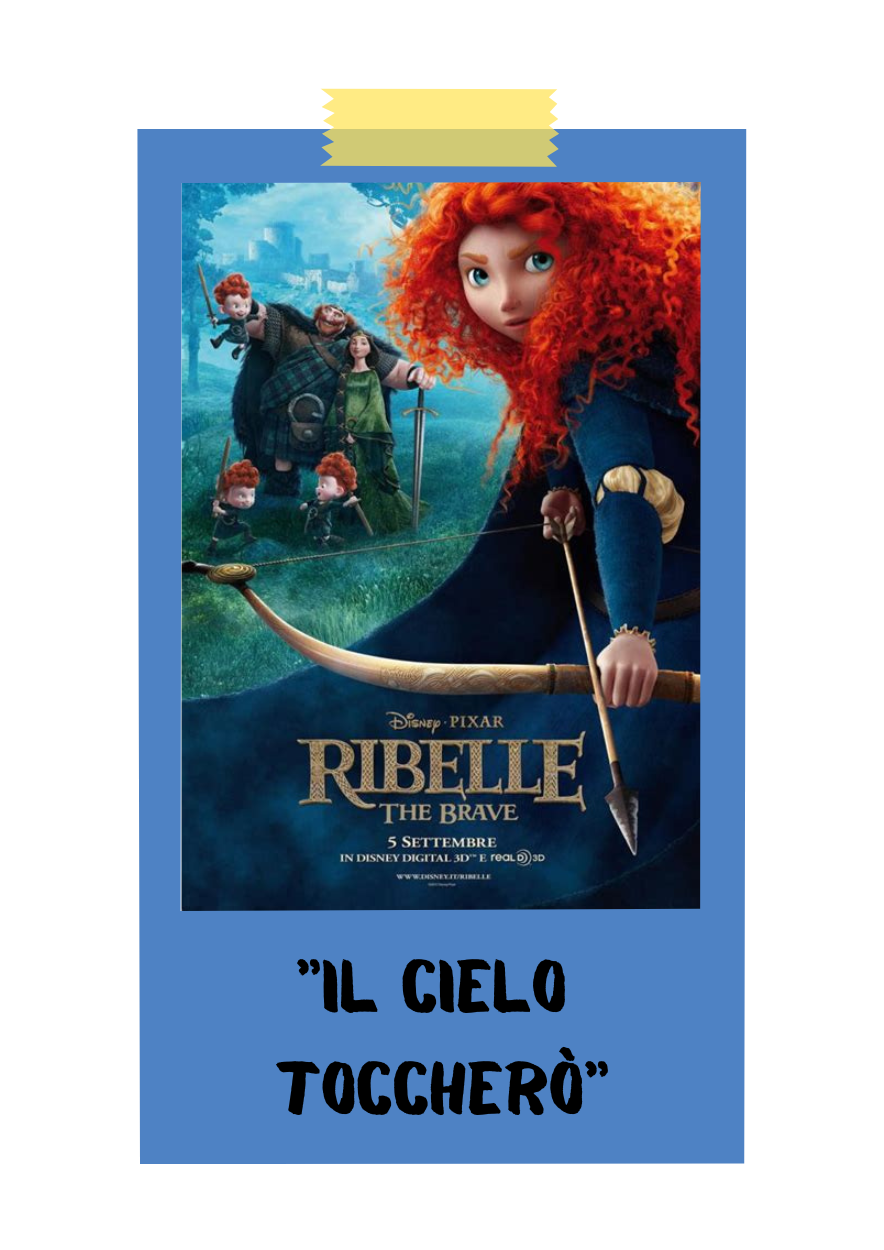 Disney · PIXAR
RIBELLE
THE BRAVE
5 SETTEMBRE
IN DISNEY DIGITAL 3D™ E REAL D 3D
WWW.DISNEY.IT/RIBELLE
”IL CIELO
TOCCHERÒ”